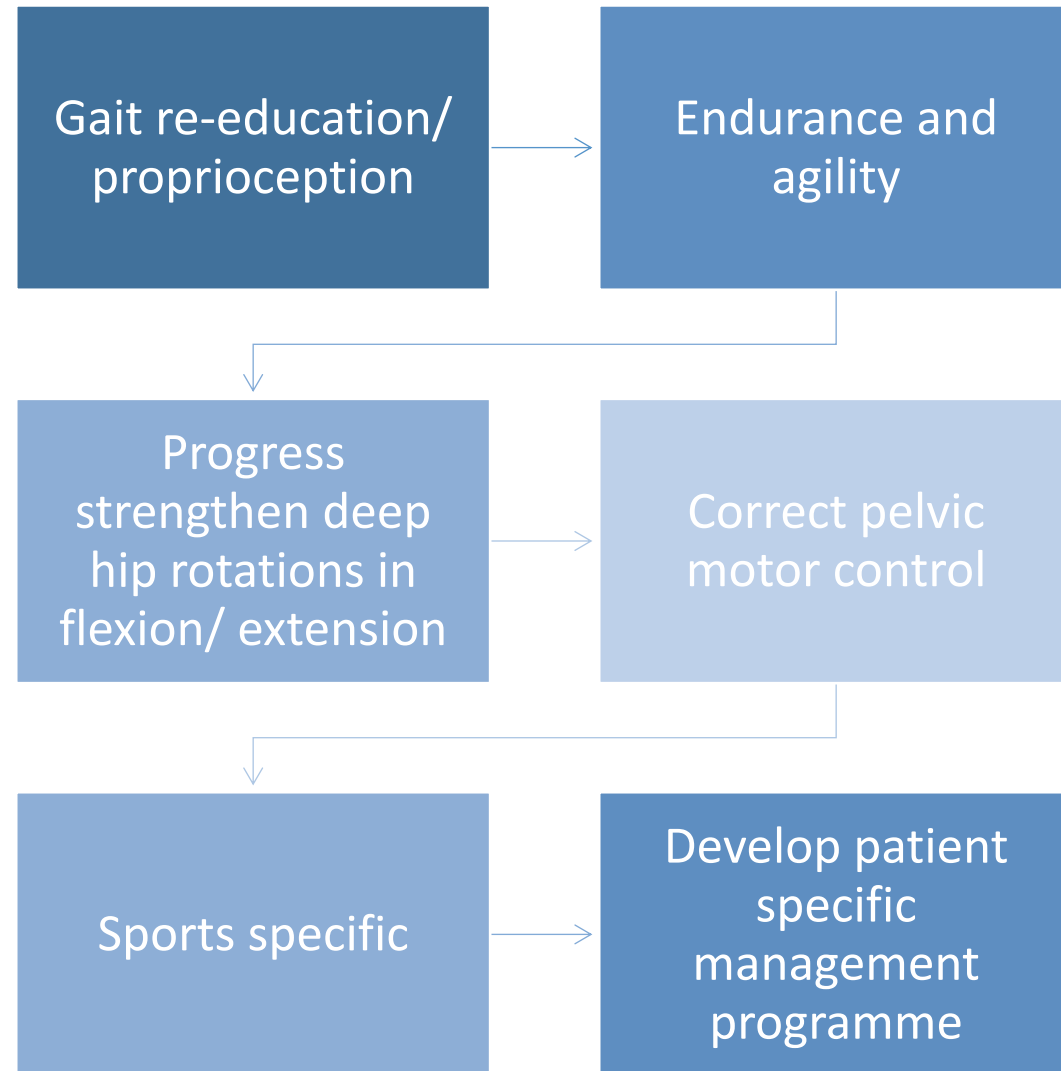 Gait re-education/
proprioception
Endurance and
agility
Progress
strengthen deep
hip rotations in
flexion/ extension
Correct pelvic
motor control
Sports specific
Develop patient
specific
management
programme